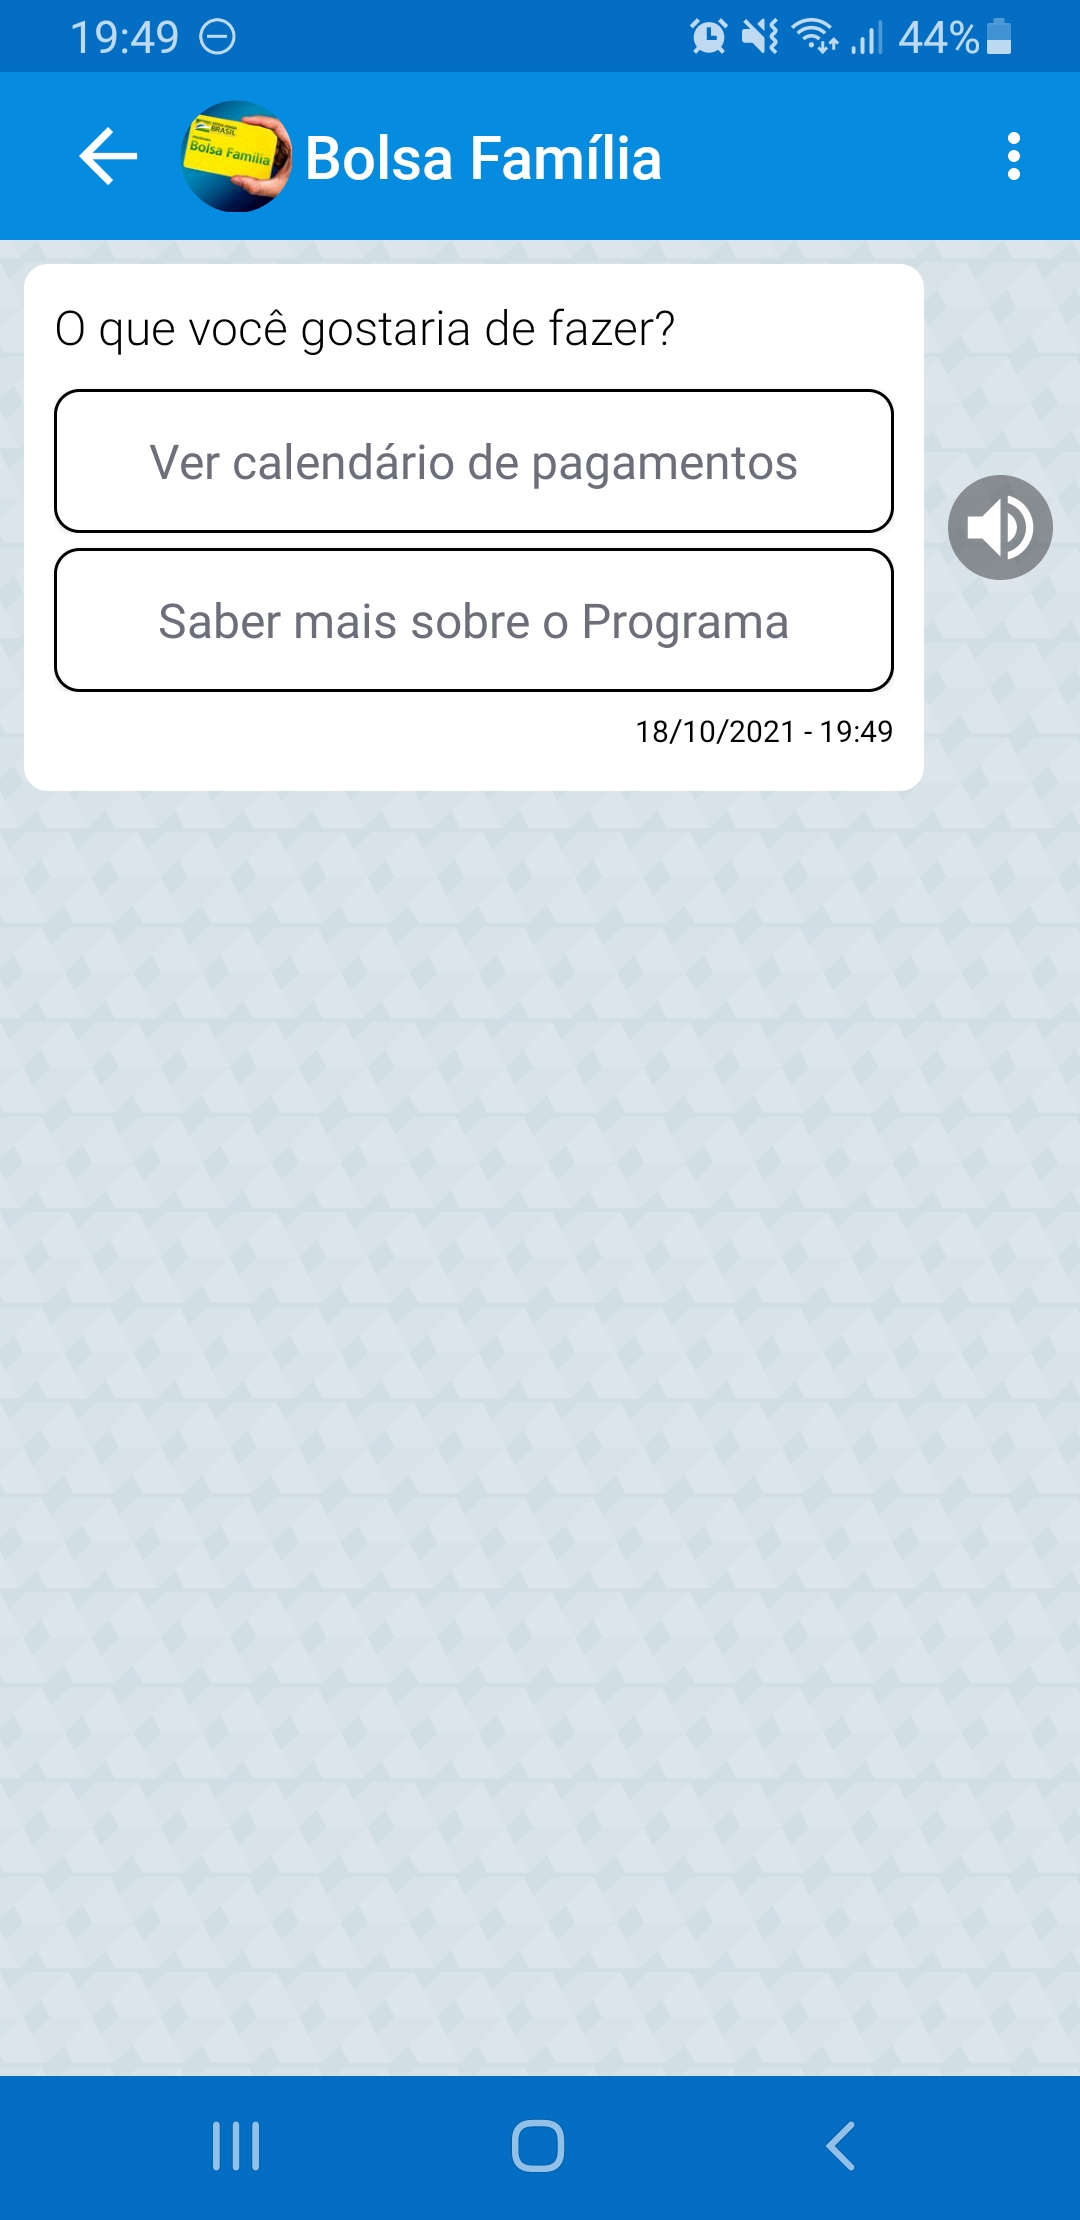 19:49
44%
BRASIL
Bolsa Família
Bolsa Família
O que você gostaria de fazer?
Ver calendário de pagamentos
Saber mais sobre o Programa
18/10/2021 - 19:49